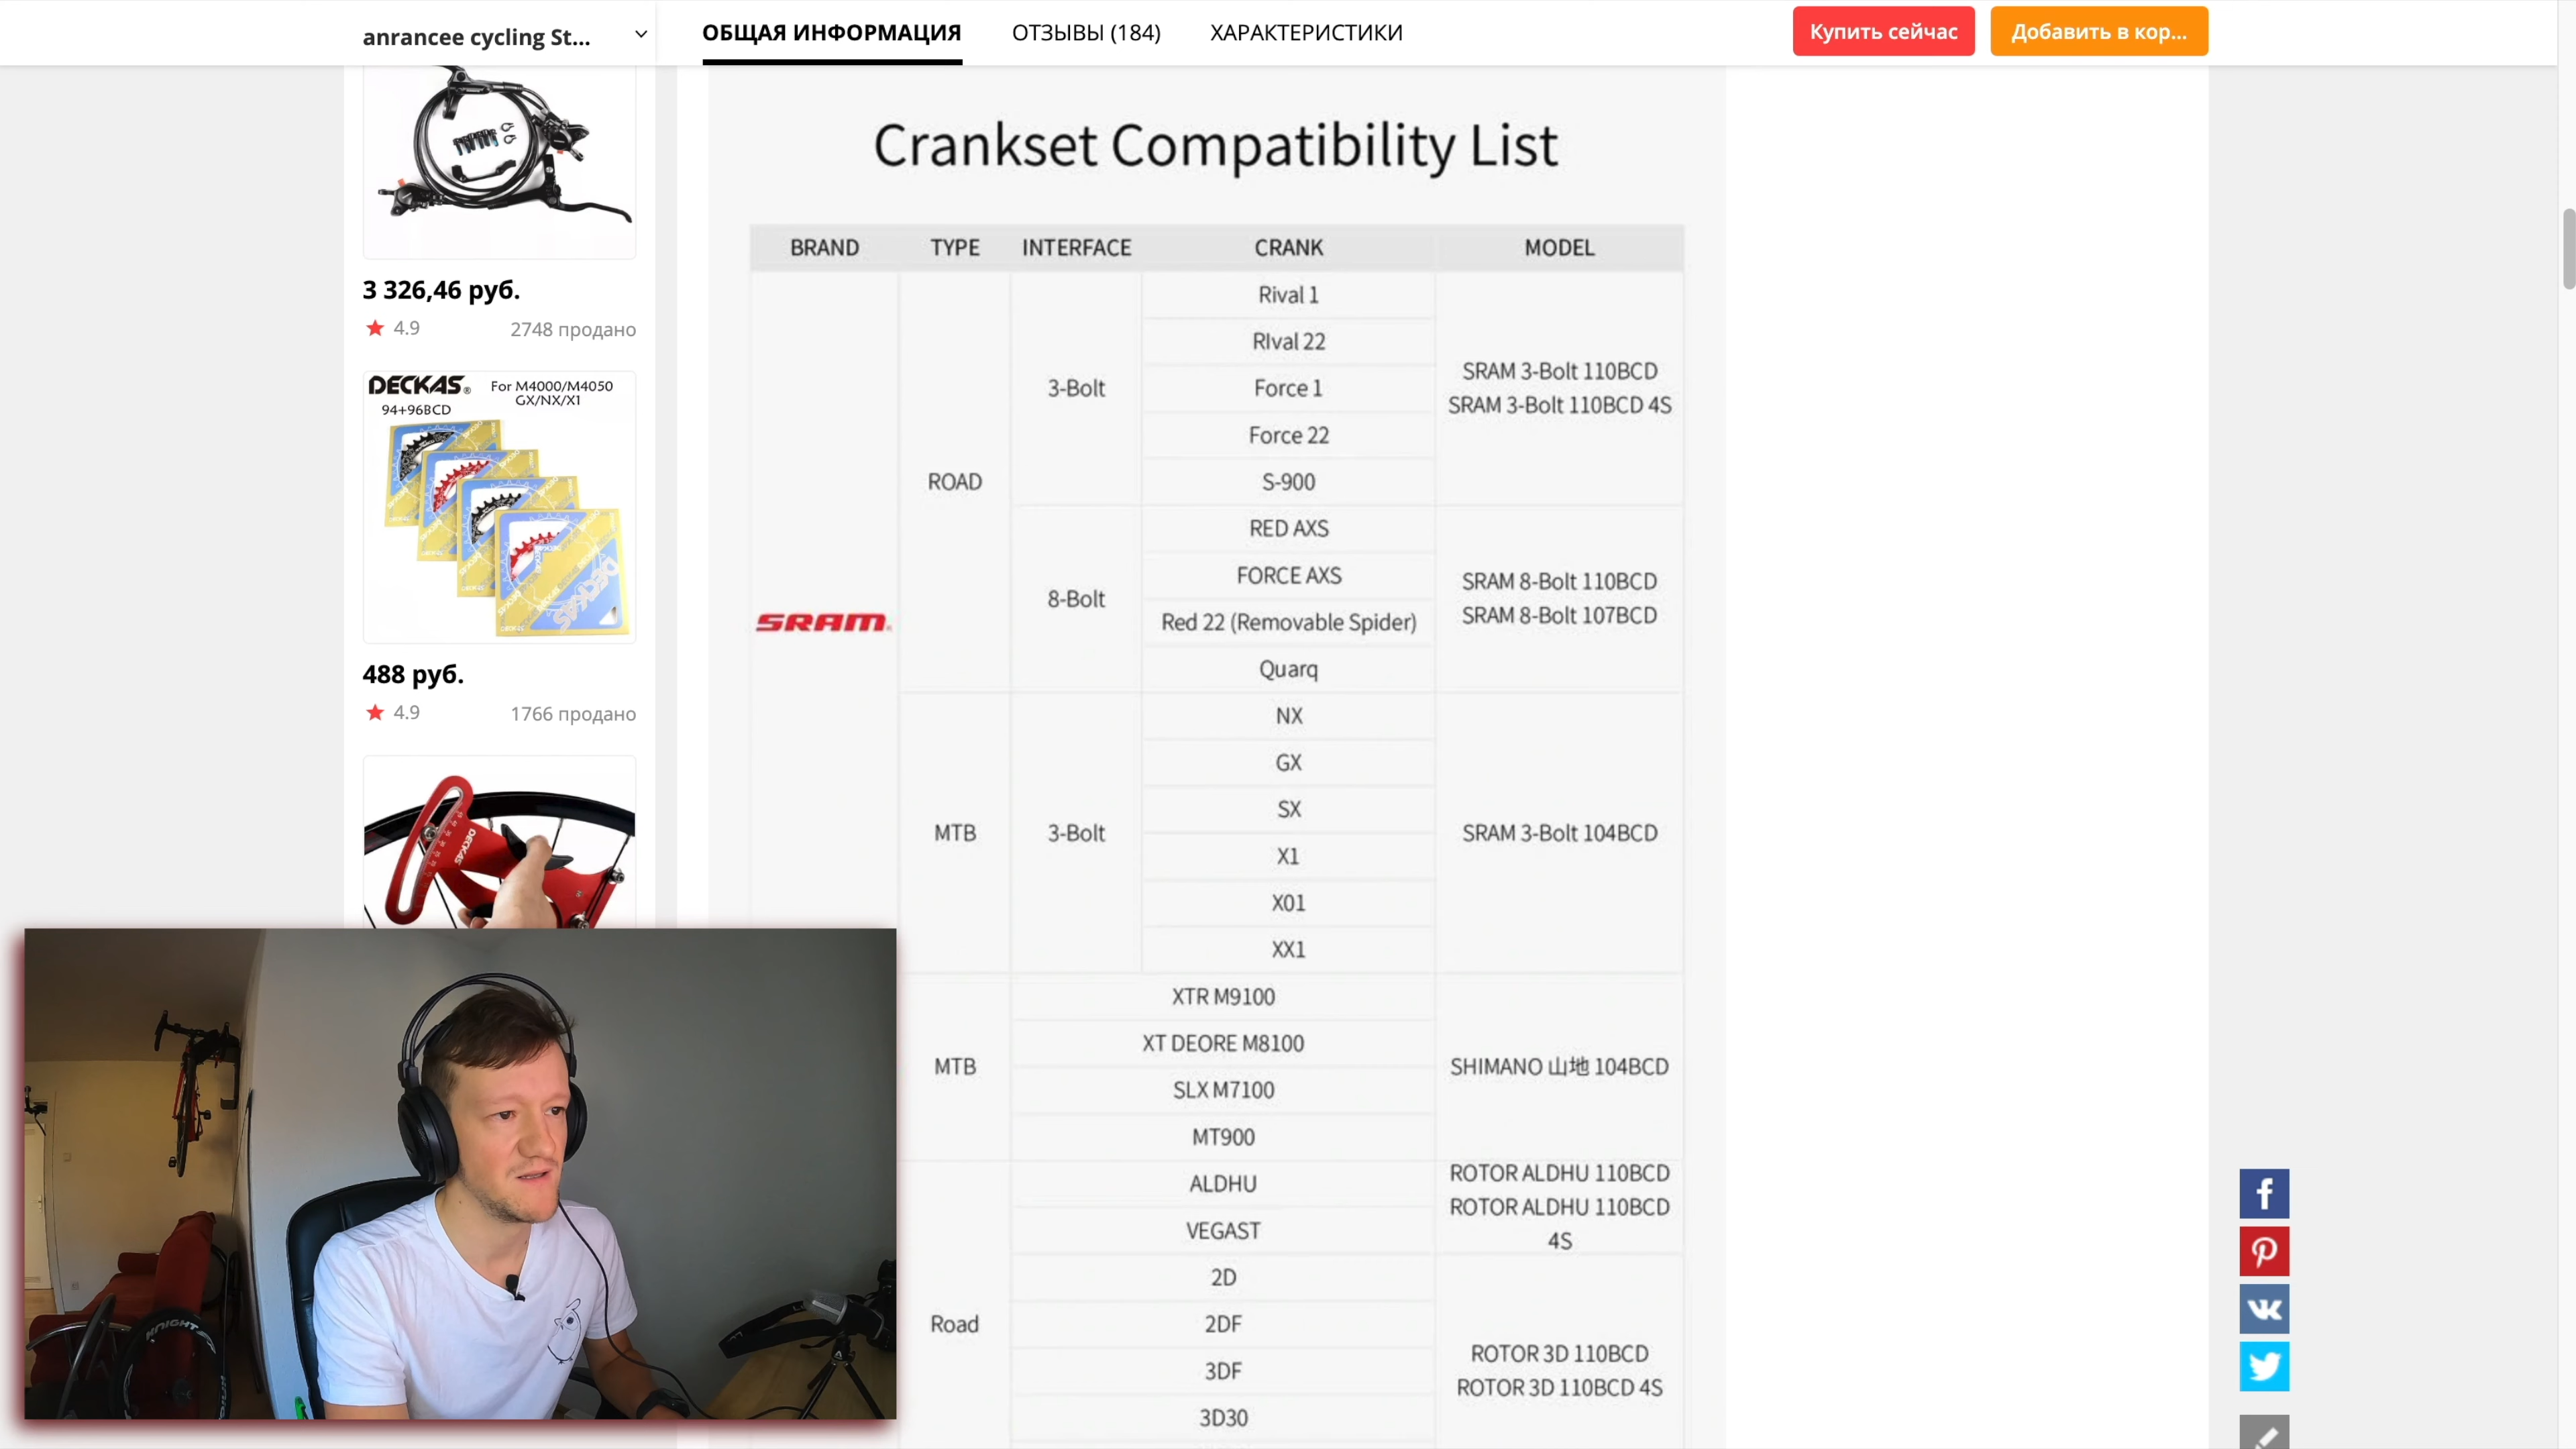 anrancee cycling St...
ОБЩАЯ ИНФОРМАЦИЯ
ОТЗЫВЫ (184)
ХАРАКТЕРИСТИКИ
Купить сейчас
Добавить в кор...
3 326,46 руб.
4.9
2748 продано
DECKAS®
For M4000/M4050
GX/NX/X1
94+96BCD
DECKAS
488 руб.
4.9
1766 продано
DECKAS
Crankset Compatibility List
BRAND TYPE INTERFACE CRANK MODEL
SRAM
ROAD
3-Bolt
Rival 1
RIval 22
Force 1
Force 22
S-900
SRAM 3-Bolt 110BCD
SRAM 3-Bolt 110BCD 4S
8-Bolt
RED AXS
FORCE AXS
Red 22 (Removable Spider)
Quarq
SRAM 8-Bolt 110BCD
SRAM 8-Bolt 107BCD
MTB
3-Bolt
NX
GX
SX
X1
X01
XX1
SRAM 3-Bolt 104BCD
MTB
XTR M9100
XT DEORE M8100
SLX M7100
MT900
SHIMANO 山地 104BCD
Road
ALDHU
VEGAST
ROTOR ALDHU 110BCD
ROTOR ALDHU 110BCD
4S
2D
2DF
3DF
3D30
ROTOR 3D 110BCD
ROTOR 3D 110BCD 4S
KNIGHT